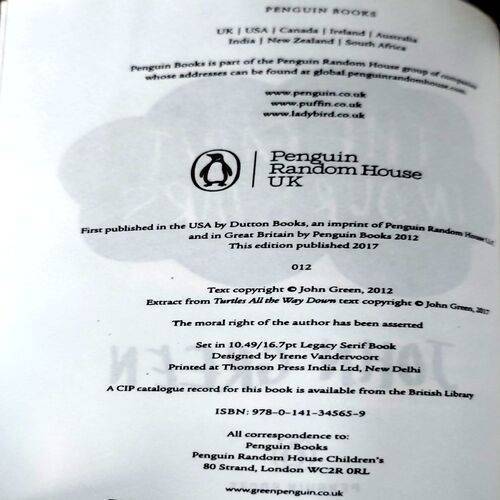 PENGUIN BOOKS
UK | USA | Canada | Ireland | Australia
India | New Zealand | South Africa
Penguin Books is part of the Penguin Random House group of companies
whose addresses can be found at global.penguinrandomhouse.com.
www.penguin.co.uk
www.puffin.co.uk
www.ladybird.co.uk
Penguin
Random House
UK
First published in the USA by Dutton Books, an imprint of Penguin Random House LLC
and in Great Britain by Penguin Books 2012
This edition published 2017
012
Text copyright © John Green, 2012
Extract from Turtles All the Way Down text copyright © John Green, 2017
The moral right of the author has been asserted
Set in 10.49/16.7pt Legacy Serif Book
Designed by Irene Vandervoort
Printed at Thomson Press India Ltd, New Delhi
A CIP catalogue record for this book is available from the British Library
ISBN: 978-0-141-34565-9
All correspondence to:
Penguin Books
Penguin Random House Children's
80 Strand, London WC2R 0RL
www.greenpenguin.co.uk